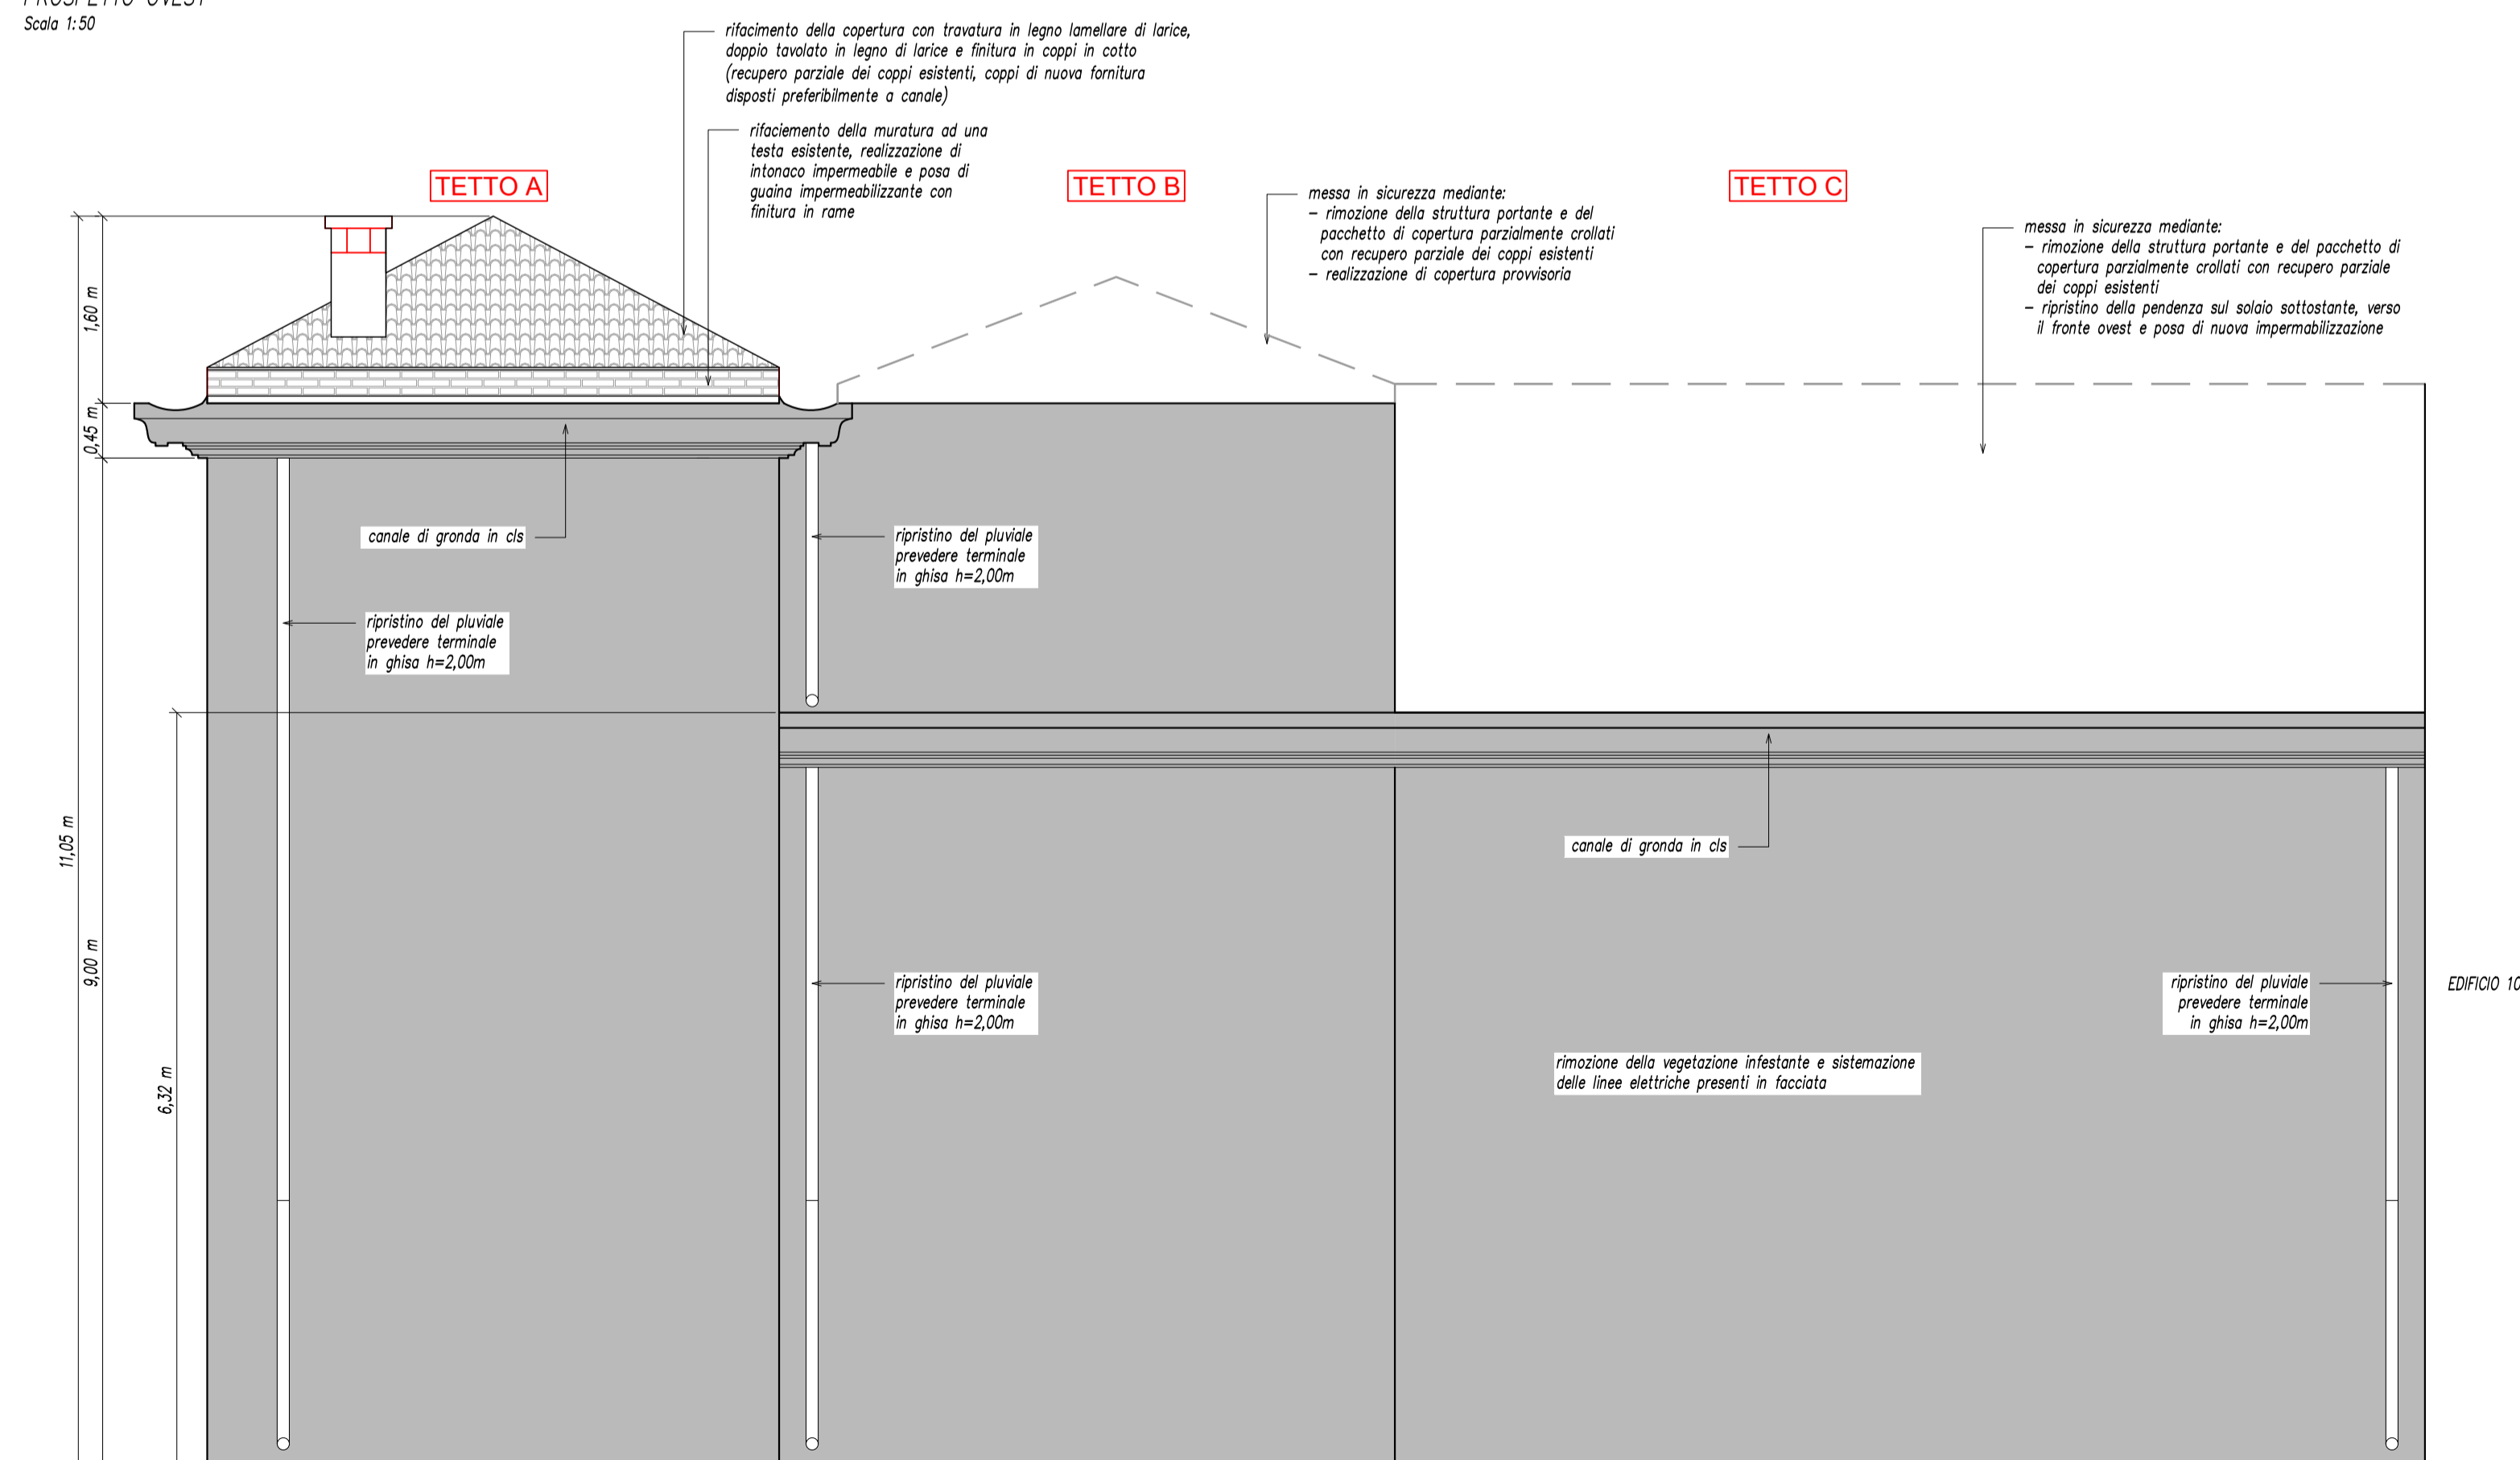 PROSPETTO OVEST
Scala 1:50
rifacimento della copertura con travatura in legno lamellare di larice,
doppio tavolato in legno di larice e finitura in coppi in cotto
(recupero parziale dei coppi esistenti, coppi di nuova fornitura
disposti preferibilmente a canale)
rifaciemento della muratura ad una
testa esistente, realizzazione di
intonaco impermeabile e posa di
guaina impermeabilizzante con
finitura in rame
TETTO A
TETTO B
TETTO C
messa in sicurezza mediante:
– rimozione della struttura portante e del
pacchetto di copertura parzialmente crollati
con recupero parziale dei coppi esistenti
– realizzazione di copertura provvisoria
messa in sicurezza mediante:
– rimozione della struttura portante e del pacchetto di
copertura parzialmente crollati con recupero parziale
dei coppi esistenti
– ripristino della pendenza sul solaio sottostante, verso
il fronte ovest e posa di nuova impermabilizzazione
1,60 m
0,45 m
canale di gronda in cls
ripristino del pluviale
prevedere terminale
in ghisa h=2,00m
ripristino del pluviale
prevedere terminale
in ghisa h=2,00m
11,05 m
9,00 m
6,32 m
canale di gronda in cls
ripristino del pluviale
prevedere terminale
in ghisa h=2,00m
ripristino del pluviale
prevedere terminale
in ghisa h=2,00m
EDIFICIO 10
rimozione della vegetazione infestante e sistemazione
delle linee elettriche presenti in facciata